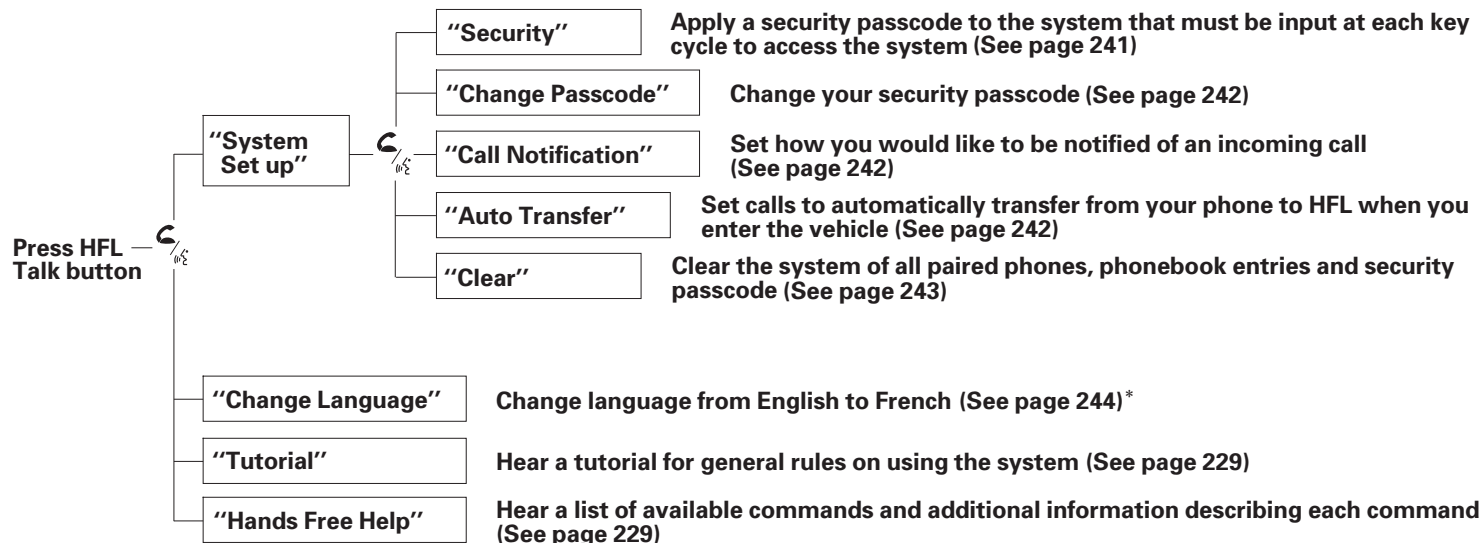 "Security"
Apply a security passcode to the system that must be input at each key
cycle to access the system (See page 241)
"Change Passcode"
Change your security passcode (See page 242)
"System
Set up"
"Call Notification"
Set how you would like to be notified of an incoming call
(See page 242)
"Auto Transfer"
Set calls to automatically transfer from your phone to HFL when you
enter the vehicle (See page 242)
Press HFL
Talk button
"Clear"
Clear the system of all paired phones, phonebook entries and security
passcode (See page 243)
"Change Language"
Change language from English to French (See page 244)*
"Tutorial"
Hear a tutorial for general rules on using the system (See page 229)
"Hands Free Help"
Hear a list of available commands and additional information describing each command
(See page 229)